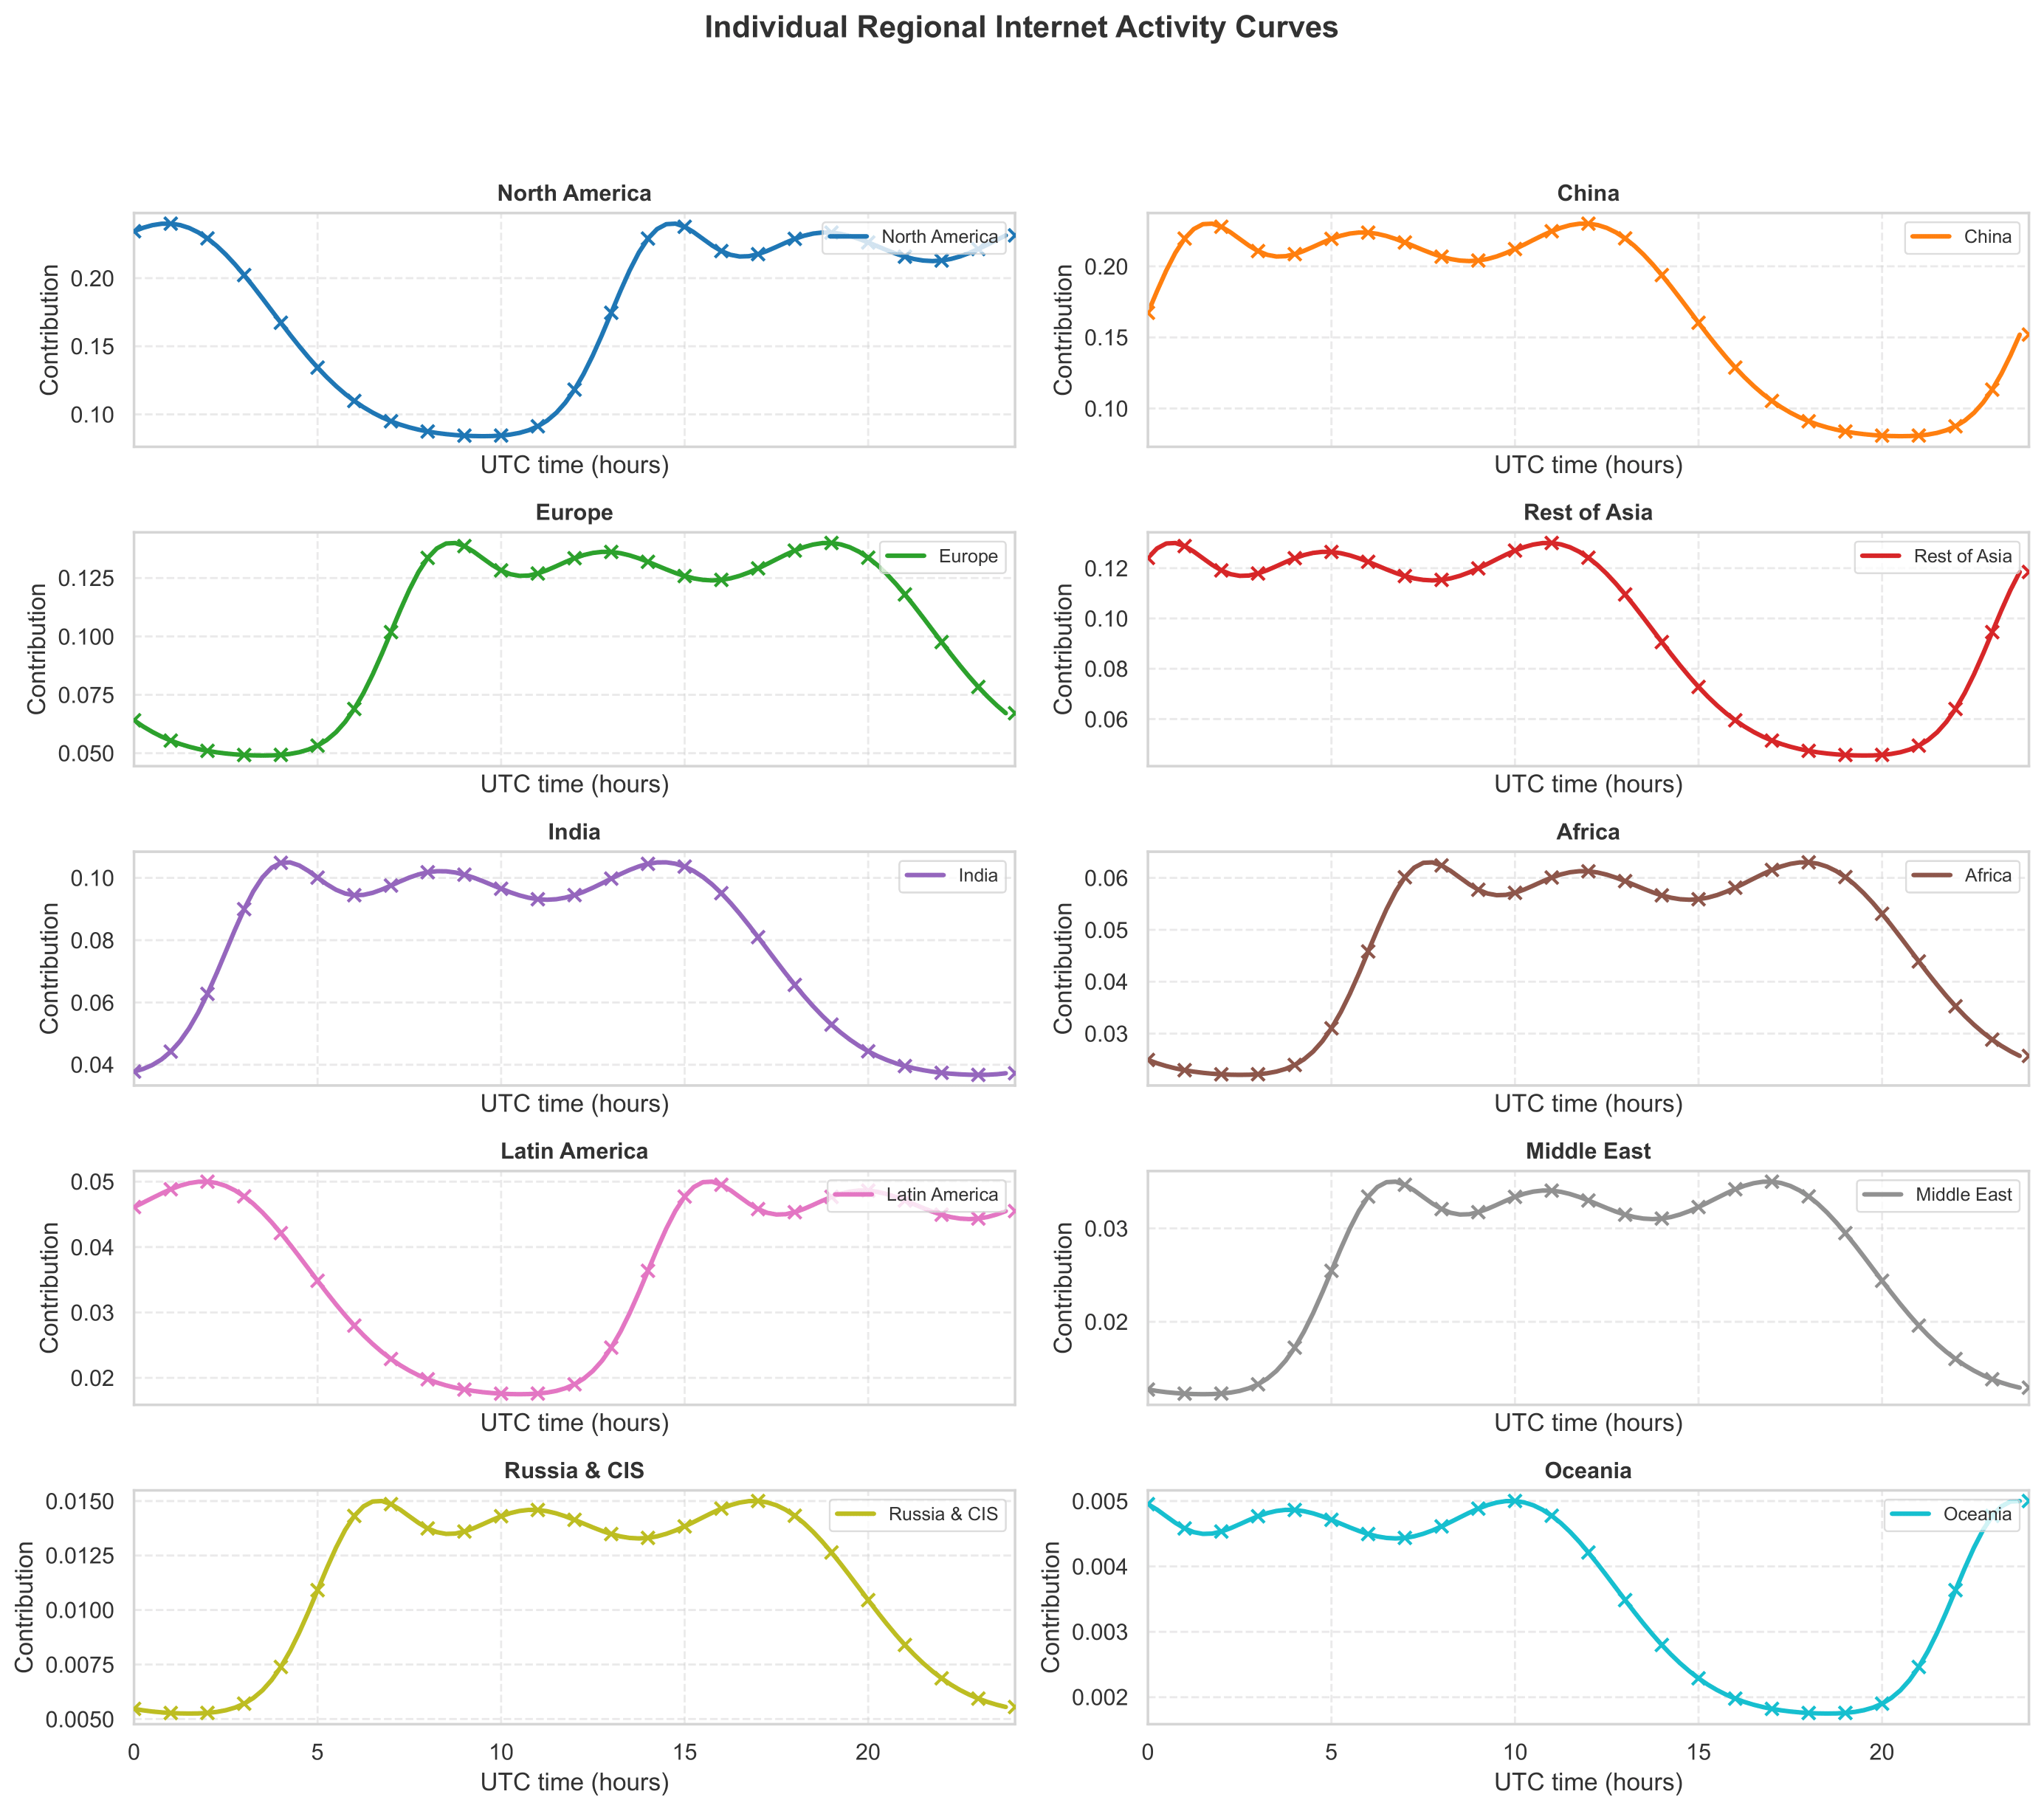 Individual Regional Internet Activity Curves
North America
Contribution
0.20
0.15
0.10
North America
UTC time (hours)
China
Contribution
0.20
0.15
0.10
China
UTC time (hours)
Europe
Contribution
0.125
0.100
0.075
0.050
Europe
UTC time (hours)
Rest of Asia
Contribution
0.12
0.10
0.08
0.06
Rest of Asia
UTC time (hours)
India
Contribution
0.10
0.08
0.06
0.04
India
UTC time (hours)
Africa
Contribution
0.06
0.05
0.04
0.03
Africa
UTC time (hours)
Latin America
Contribution
0.05
0.04
0.03
0.02
Latin America
UTC time (hours)
Middle East
Contribution
0.03
0.02
Middle East
UTC time (hours)
Russia & CIS
Contribution
0.0150
0.0125
0.0100
0.0075
0.0050
Russia & CIS
0 5 10 15 20
UTC time (hours)
Oceania
Contribution
0.005
0.004
0.003
0.002
Oceania
0 5 10 15 20
UTC time (hours)